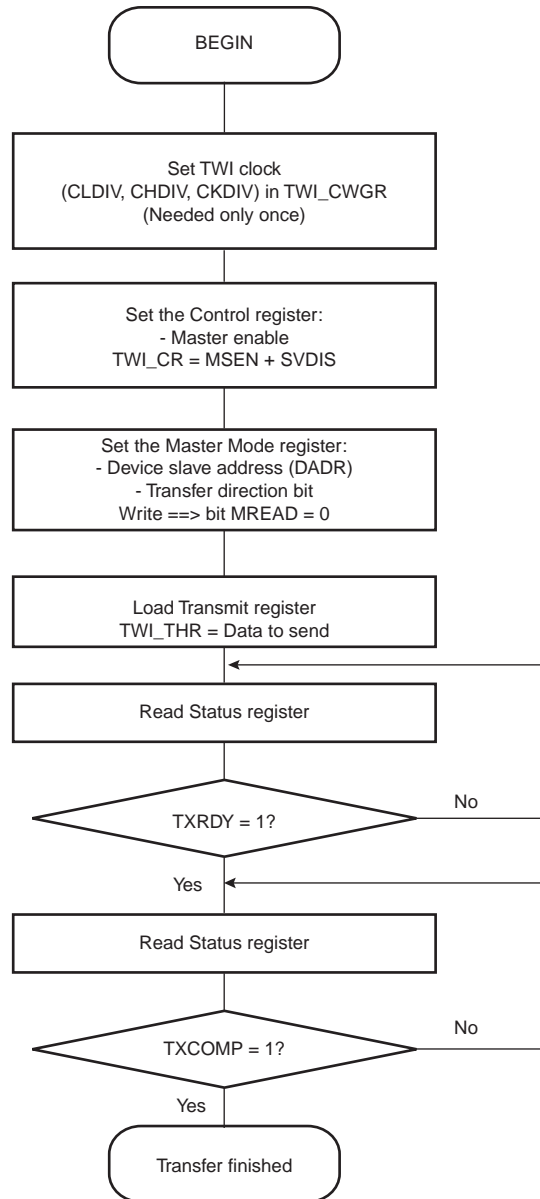 BEGIN
Set TWI clock
(CLDIV, CHDIV, CKDIV) in TWI_CWGR
(Needed only once)
Set the Control register:
- Master enable
TWI_CR = MSEN + SVDIS
Set the Master Mode register:
- Device slave address (DADR)
- Transfer direction bit
Write ==> bit MREAD = 0
Load Transmit register
TWI_THR = Data to send
Read Status register
TXRDY = 1?
No
Yes
Read Status register
TXCOMP = 1?
No
Yes
Transfer finished